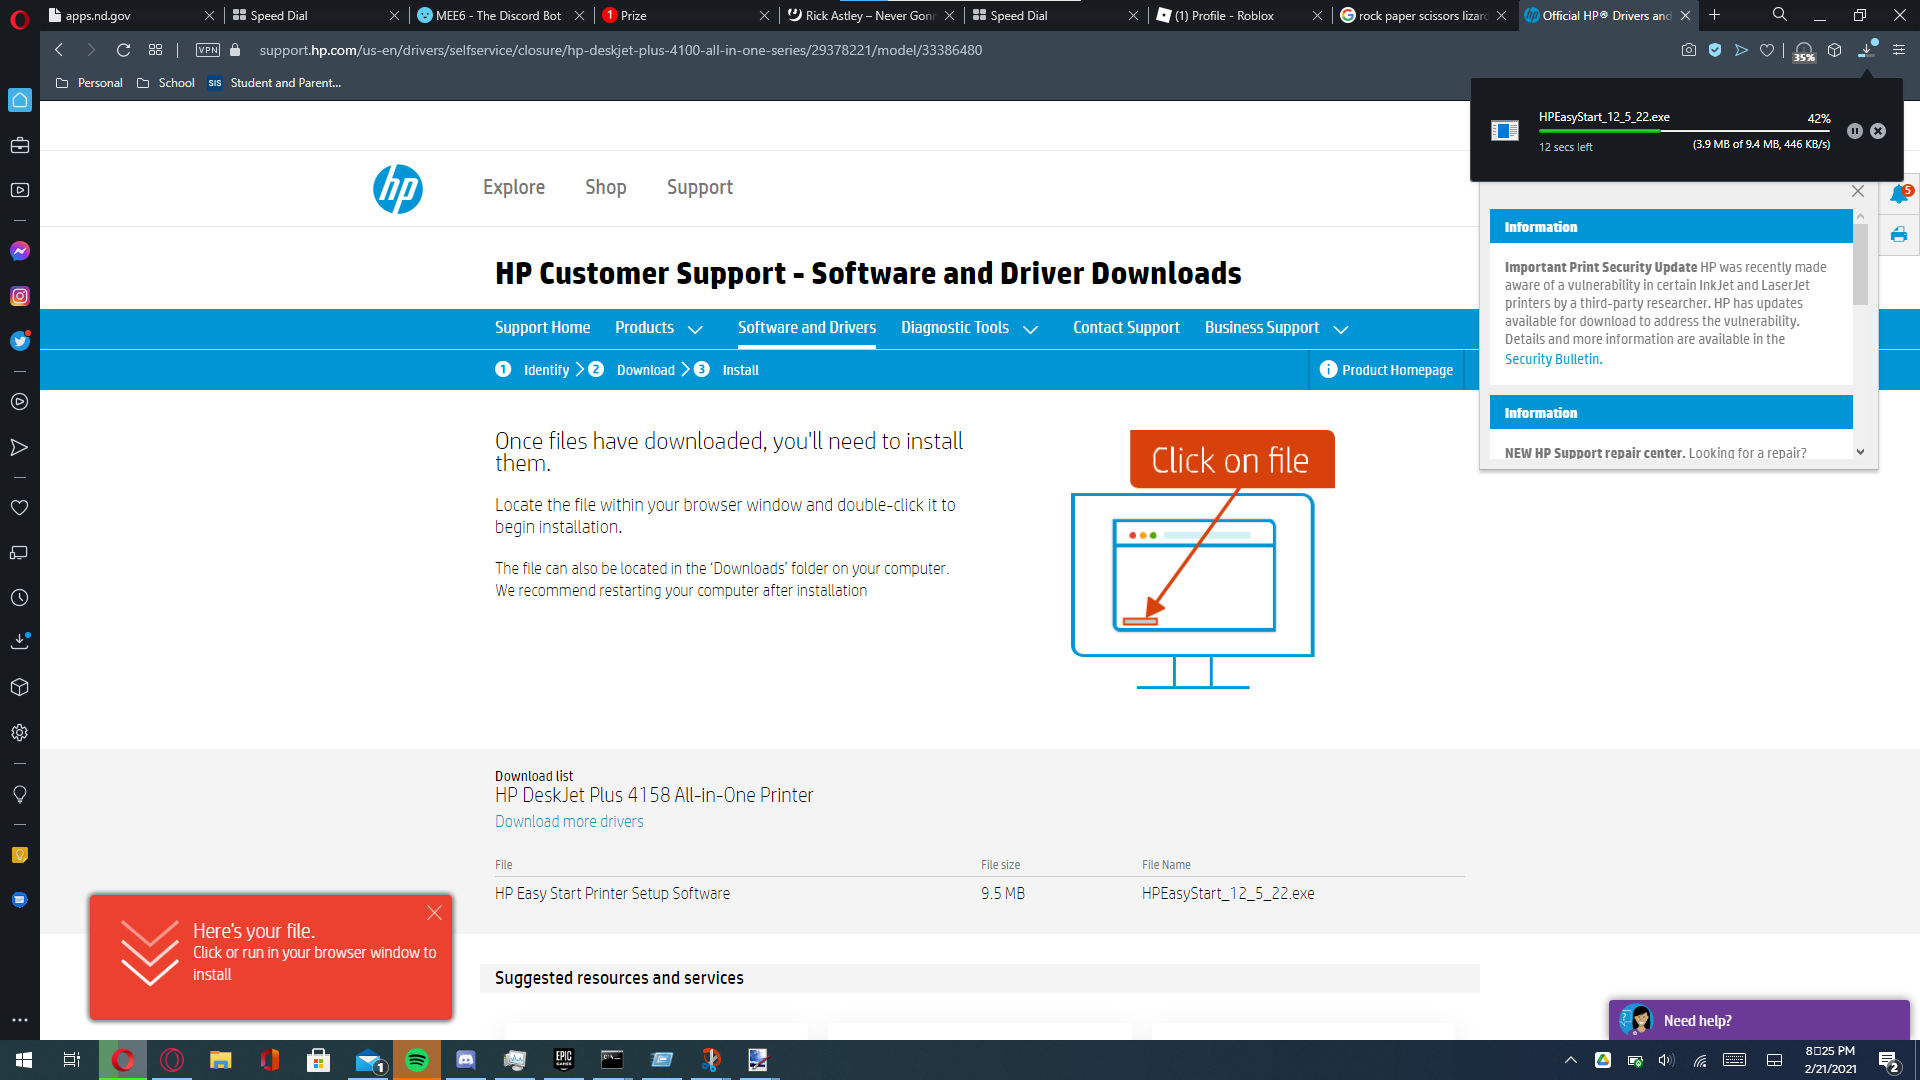 apps.nd.gov
Speed Dial
MEE6 - The Discord Bot
1 Prize
Rick Astley – Never Gonr
Speed Dial
(1) Profile - Roblox
rock paper scissors lizard
Official HP® Drivers and
VPN
support.hp.com/us-en/drivers/selfservice/closure/hp-deskjet-plus-4100-all-in-one-series/29378221/model/33386480
35%
Personal
School
SIS Student and Parent...
HPEasyStart_12_5_22.exe
42%
12 secs left
(3.9 MB of 9.4 MB, 446 KB/s)
hp
Explore
Shop
Support
5
Information
Important Print Security Update HP was recently made
aware of a vulnerability in certain InkJet and LaserJet
printers by a third-party researcher. HP has updates
available for download to address the vulnerability.
Details and more information are available in the
Security Bulletin.
Information
NEW HP Support repair center. Looking for a repair?
HP Customer Support - Software and Driver Downloads
Support Home
Products
Software and Drivers
Diagnostic Tools
Contact Support
Business Support
1 Identify
2 Download
3 Install
Product Homepage
Once files have downloaded, you'll need to install
them.
Locate the file within your browser window and double-click it to
begin installation.
The file can also be located in the ‘Downloads’ folder on your computer.
We recommend restarting your computer after installation
Click on file
Download list
HP DeskJet Plus 4158 All-in-One Printer
Download more drivers
File
File size
File Name
HP Easy Start Printer Setup Software
9.5 MB
HPEasyStart_12_5_22.exe
Here's your file.
Click or run in your browser window to
install
Suggested resources and services
Need help?
1
EPIC
GAMES
8▯25 PM
2/21/2021
2